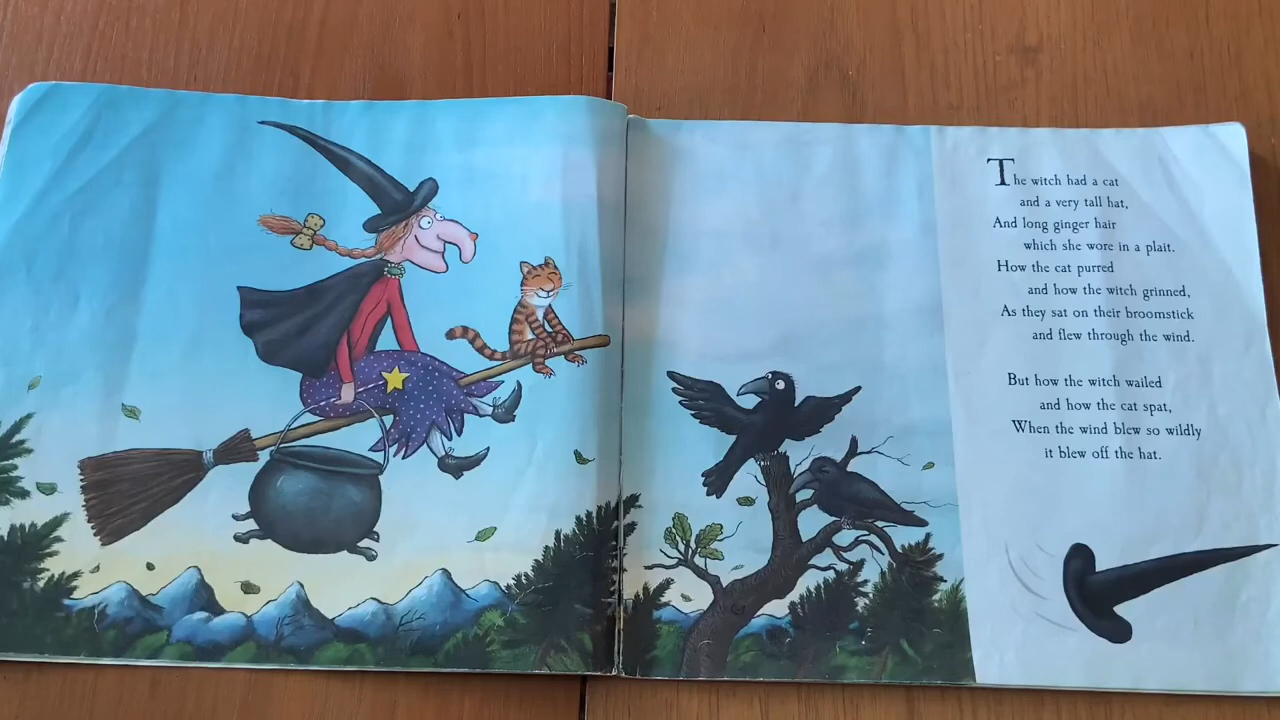 The witch had a cat
and a very tall hat,
And long ginger hair
which she wore in a plait.
How the cat purred
and how the witch grinned,
As they sat on their broomstick
and flew through the wind.
But how the witch wailed
and how the cat spat,
When the wind blew so wildly
it blew off the hat.